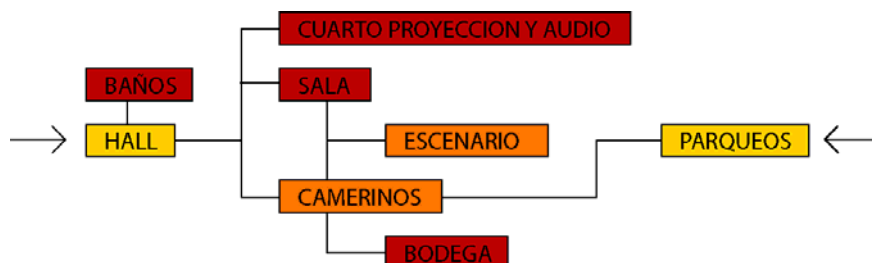 CUARTO PROYECCION Y AUDIO
BAÑOS
SALA
HALL
ESCENARIO
PARQUEOS
CAMERINOS
BODEGA